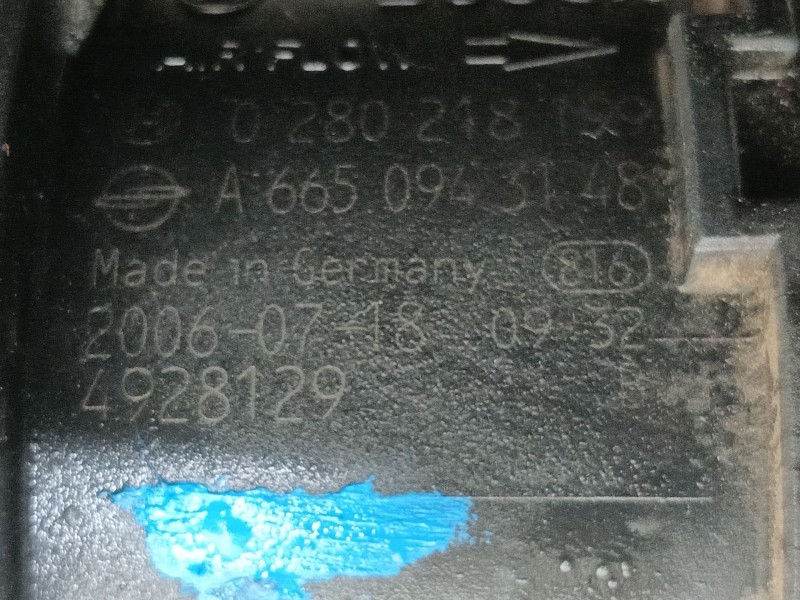 AIR FLOW
0 280 218 199
A 665 094 31 48
Made in Germany 816
2006-07-18 09 32
4928129